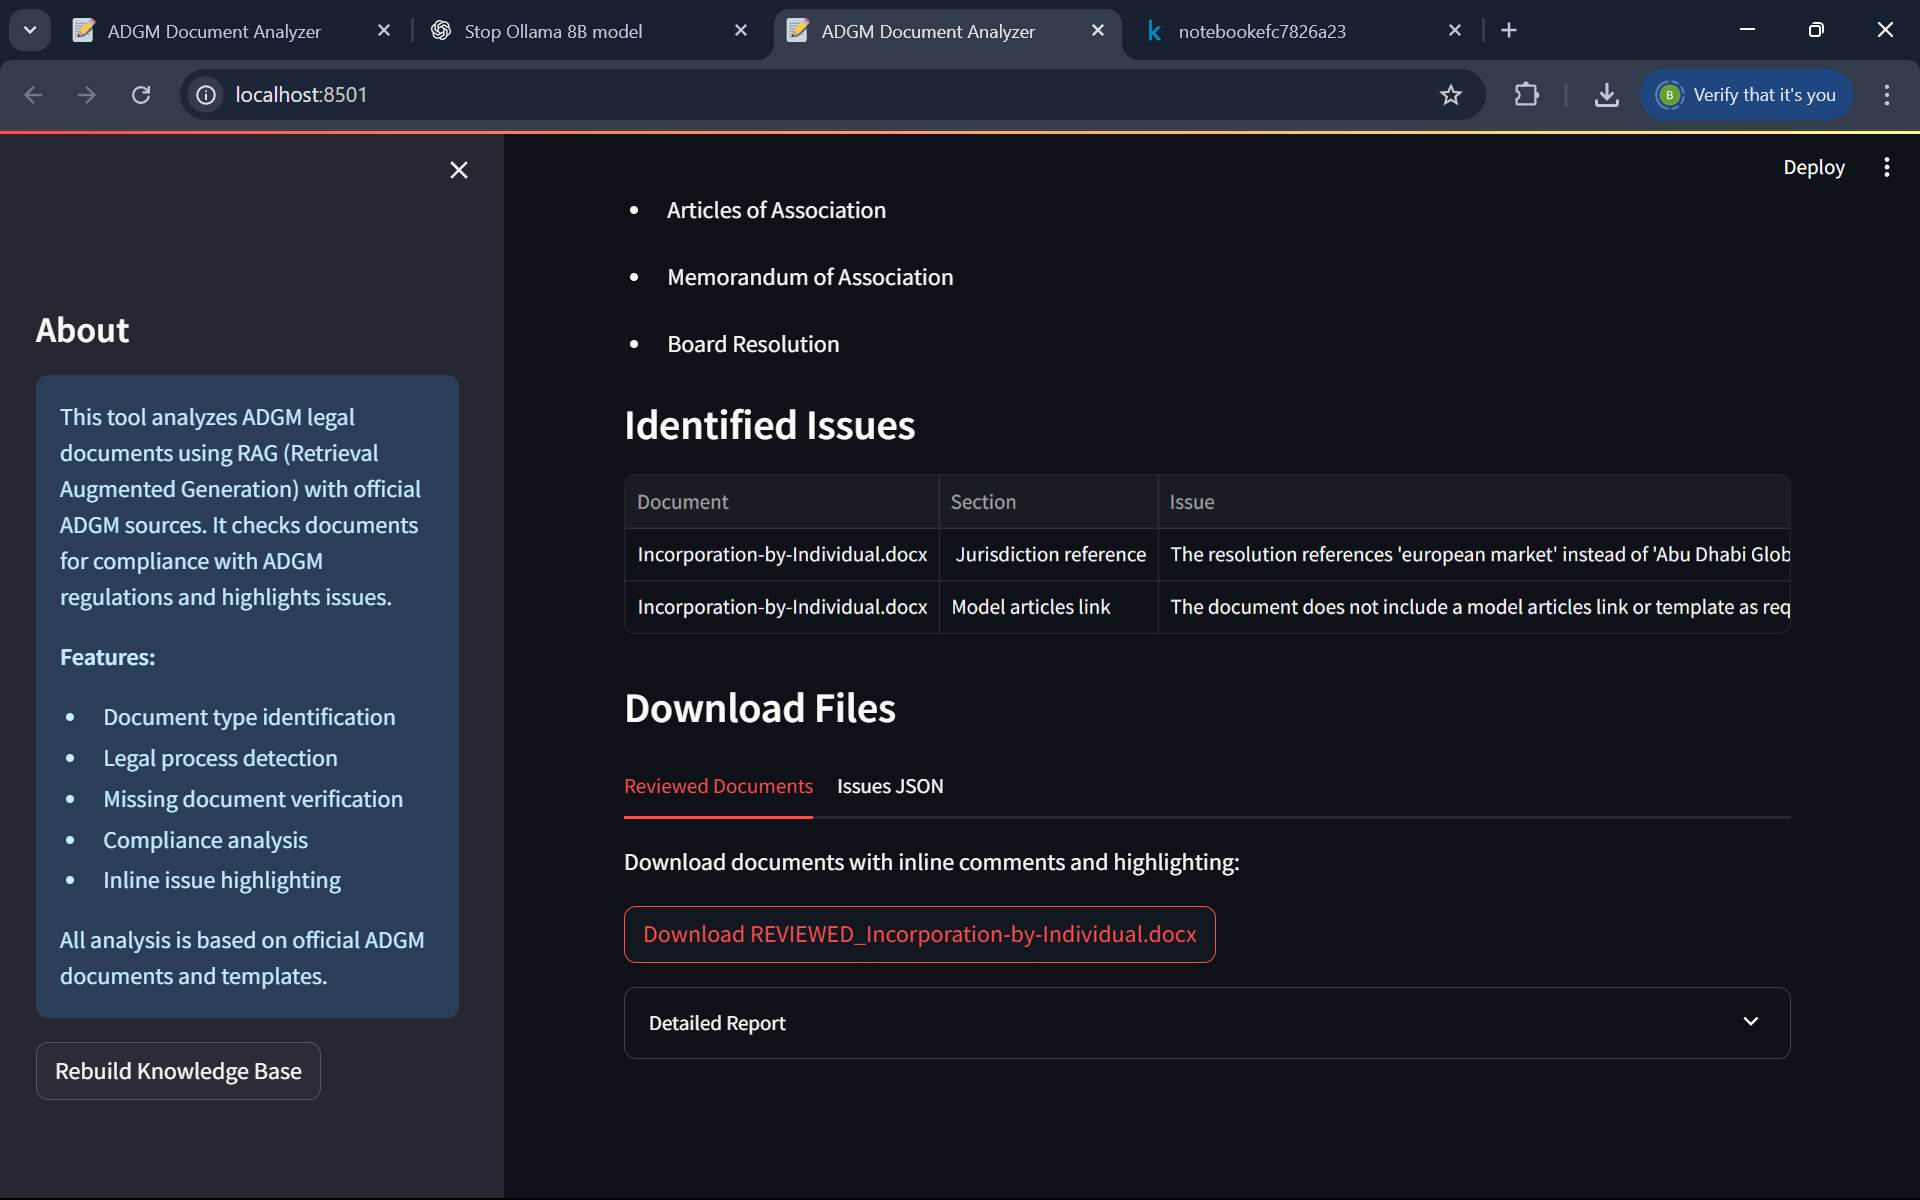 ADGM Document Analyzer
Stop Ollama 8B model
ADGM Document Analyzer
notebookefc7826a23
localhost:8501
B
Verify that it's you
Deploy
About
This tool analyzes ADGM legal
documents using RAG (Retrieval
Augmented Generation) with official
ADGM sources. It checks documents
for compliance with ADGM
regulations and highlights issues.
Features:
• Document type identification
• Legal process detection
• Missing document verification
• Compliance analysis
• Inline issue highlighting
All analysis is based on official ADGM
documents and templates.
Rebuild Knowledge Base
• Articles of Association
• Memorandum of Association
• Board Resolution
Identified Issues
Document Section Issue
Incorporation-by-Individual.docx Jurisdiction reference The resolution references 'european market' instead of 'Abu Dhabi Glob
Incorporation-by-Individual.docx Model articles link The document does not include a model articles link or template as req
Download Files
Reviewed Documents Issues JSON
Download documents with inline comments and highlighting:
Download REVIEWED_Incorporation-by-Individual.docx
Detailed Report